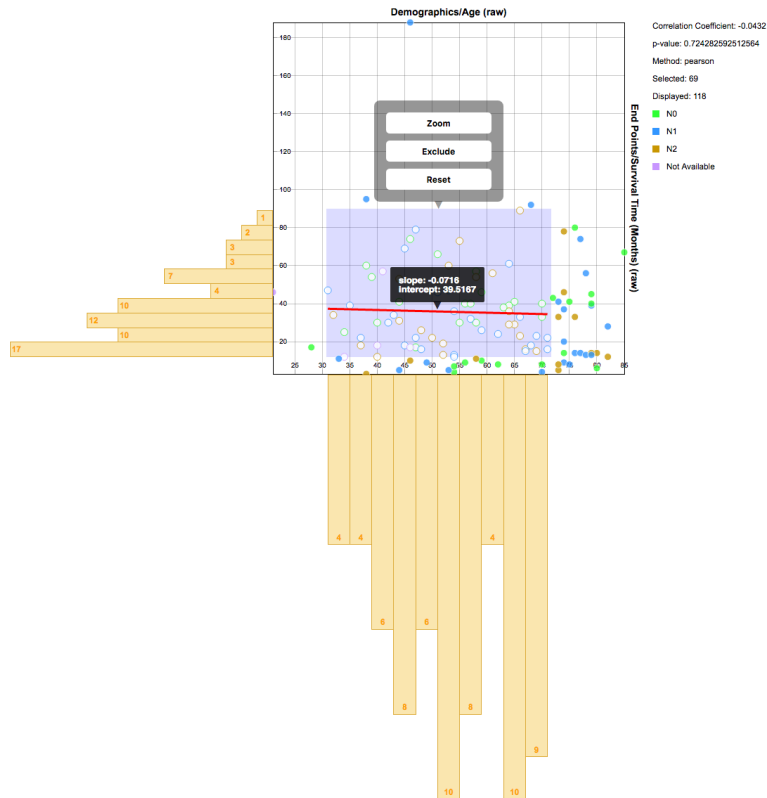 Demographics/Age (raw)
Correlation Coefficient: -0.0432
p-value: 0.724282592512564
Method: pearson
Selected: 69
Displayed: 118
N0
N1
N2
Not Available
End Points/Survival Time (Months) (raw)
180
160
140
120
100
80
60
40
20
Zoom
Exclude
Reset
slope: -0.0716
Intercept: 39.5167
1
2
3
3
7
4
10
12
10
17
25 30 35 40 45 50 55 60 65 70 75 80 85
4 4 6 8 6 10 8 4 10 9